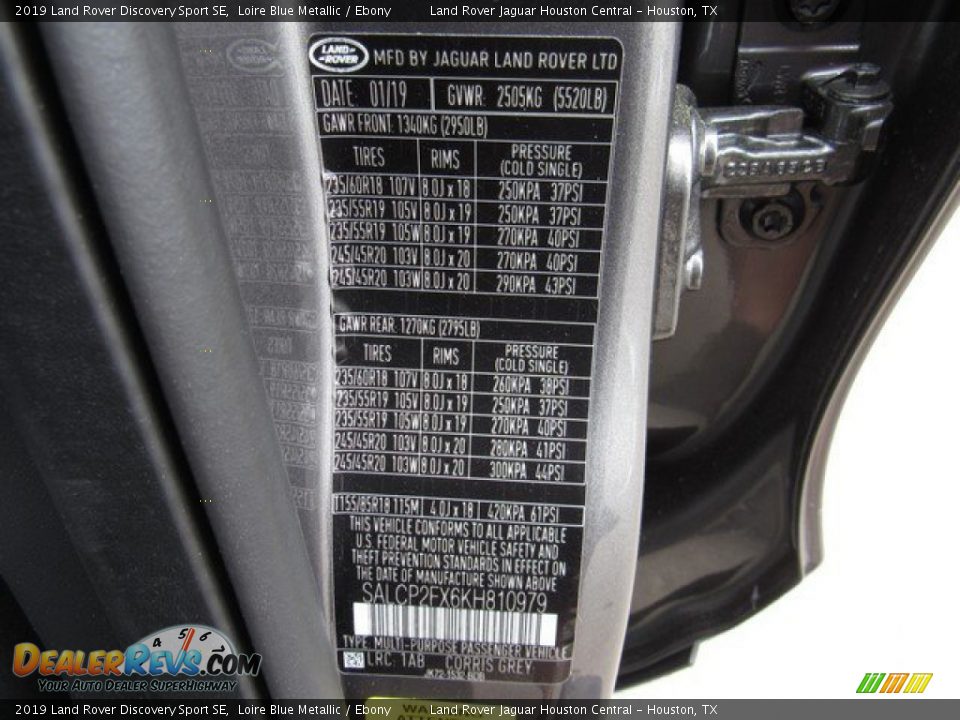 2019 Land Rover Discovery Sport SE, Loire Blue Metallic / Ebony Land Rover Jaguar Houston Central - Houston, TX
LAND ROVER MFD BY JAGUAR LAND ROVER LTD
DATE: 01/19 GVWR: 2505KG (5520LB)
GAWR FRONT: 1340KG (2950LB)
TIRES RIMS PRESSURE (COLD SINGLE)
235/60R18 107V 8.0J x 18 250KPA 37PSI
235/55R19 105V 8.0J x 19 250KPA 37PSI
235/55R19 105W 8.0J x 19 270KPA 40PSI
245/45R20 103V 8.0J x 20 270KPA 40PSI
245/45R20 103W 8.0J x 20 290KPA 43PSI
GAWR REAR: 1270KG (2795LB)
TIRES RIMS PRESSURE (COLD SINGLE)
235/60R18 107V 8.0J x 18 260KPA 38PSI
235/55R19 105V 8.0J x 19 250KPA 37PSI
235/55R19 105W 8.0J x 19 270KPA 40PSI
245/45R20 103V 8.0J x 20 280KPA 41PSI
245/45R20 103W 8.0J x 20 300KPA 44PSI
T155/85R18 115M 4.0J x 18 420KPA 61PSI
THIS VEHICLE CONFORMS TO ALL APPLICABLE
U.S. FEDERAL MOTOR VEHICLE SAFETY AND
THEFT PREVENTION STANDARDS IN EFFECT ON
THE DATE OF MANUFACTURE SHOWN ABOVE
SALCP2FX6KH810979
TYPE: MULTI-PURPOSE PASSENGER VEHICLE
LRC: 1AB CORRIS GREY
DEALERREVS.COM
YOUR AUTO DEALER SUPERHIGHWAY
2019 Land Rover Discovery Sport SE, Loire Blue Metallic / Ebony Land Rover Jaguar Houston Central - Houston, TX